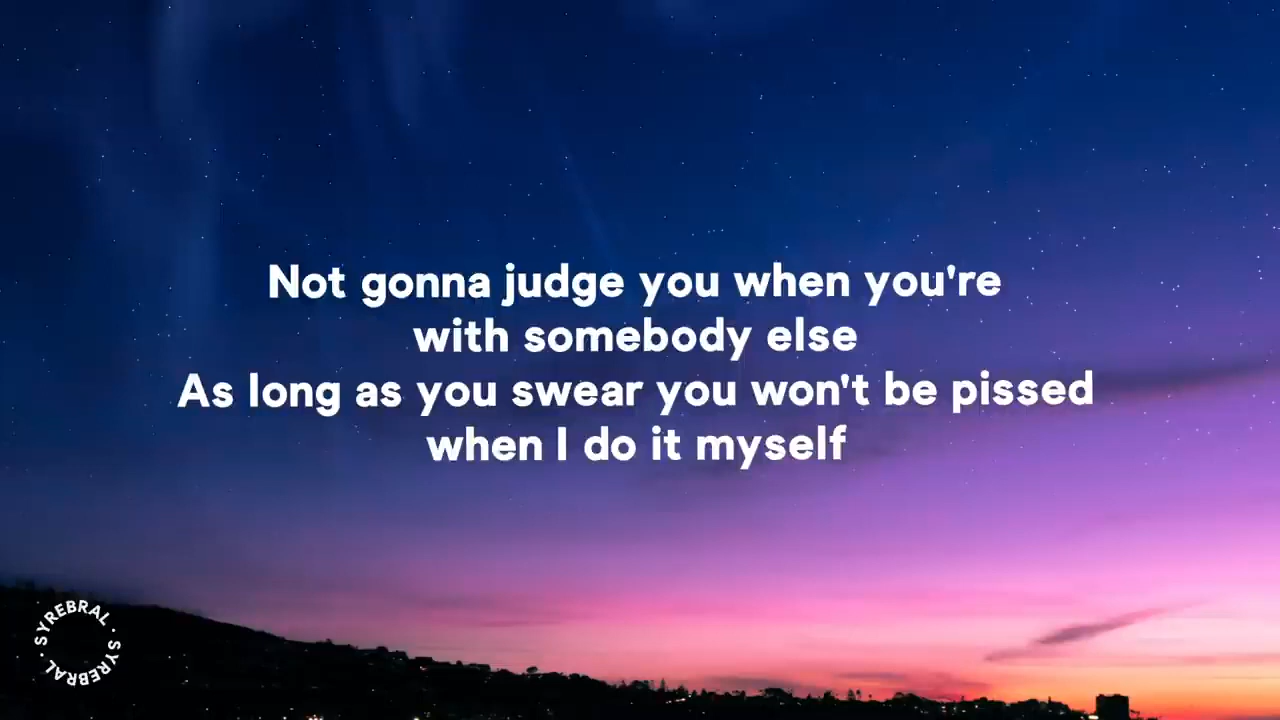 Not gonna judge you when you're
with somebody else
As long as you swear you won't be pissed
when I do it myself
SYREBRAL · SYREBRAL ·